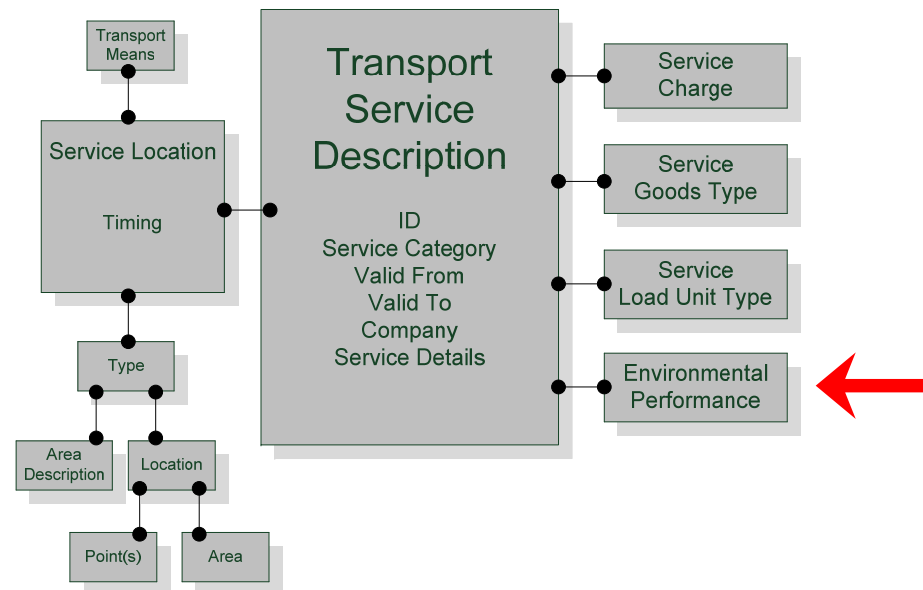 Transport
Means
Service Location
Timing
Type
Area
Description
Location
Point(s)
Area
Transport
Service
Description
ID
Service Category
Valid From
Valid To
Company
Service Details
Service
Charge
Service
Goods Type
Service
Load Unit Type
Environmental
Performance